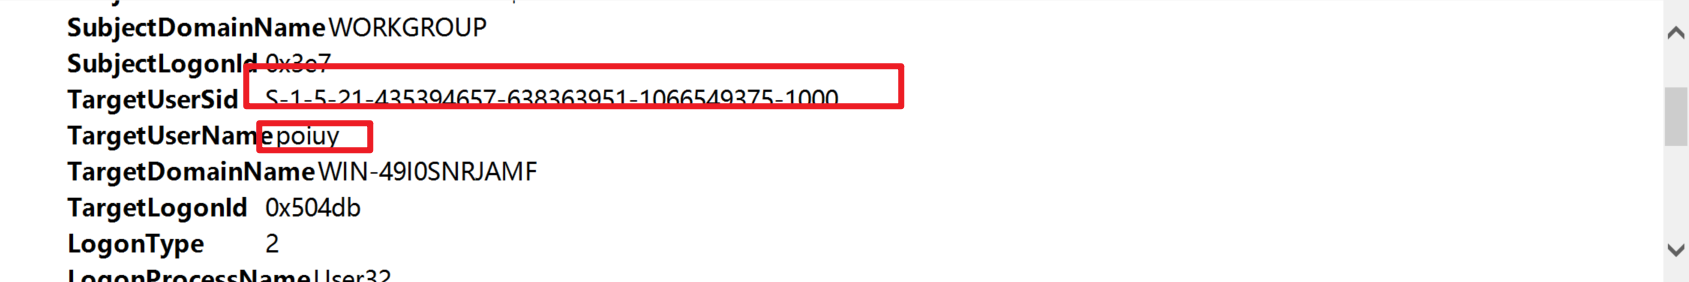 SubjectDomainName WORKGROUP
SubjectLogonId 0x3e7
TargetUserSid S-1-5-21-435394657-638363951-1066549375-1000
TargetUserName poiuy
TargetDomainName WIN-49I0SNRJAMF
TargetLogonId 0x504db
LogonType 2
LogonProcessName User32